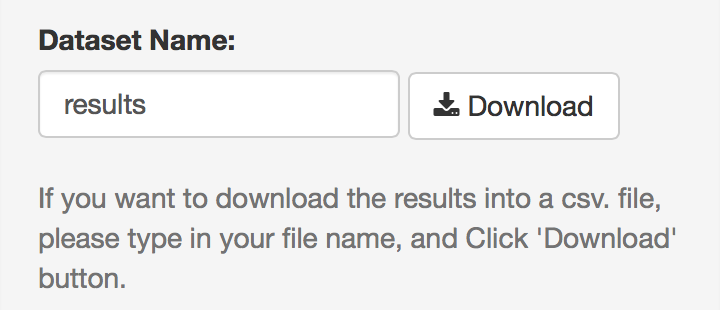 Dataset Name:
results
Download
If you want to download the results into a csv. file,
please type in your file name, and Click 'Download'
button.